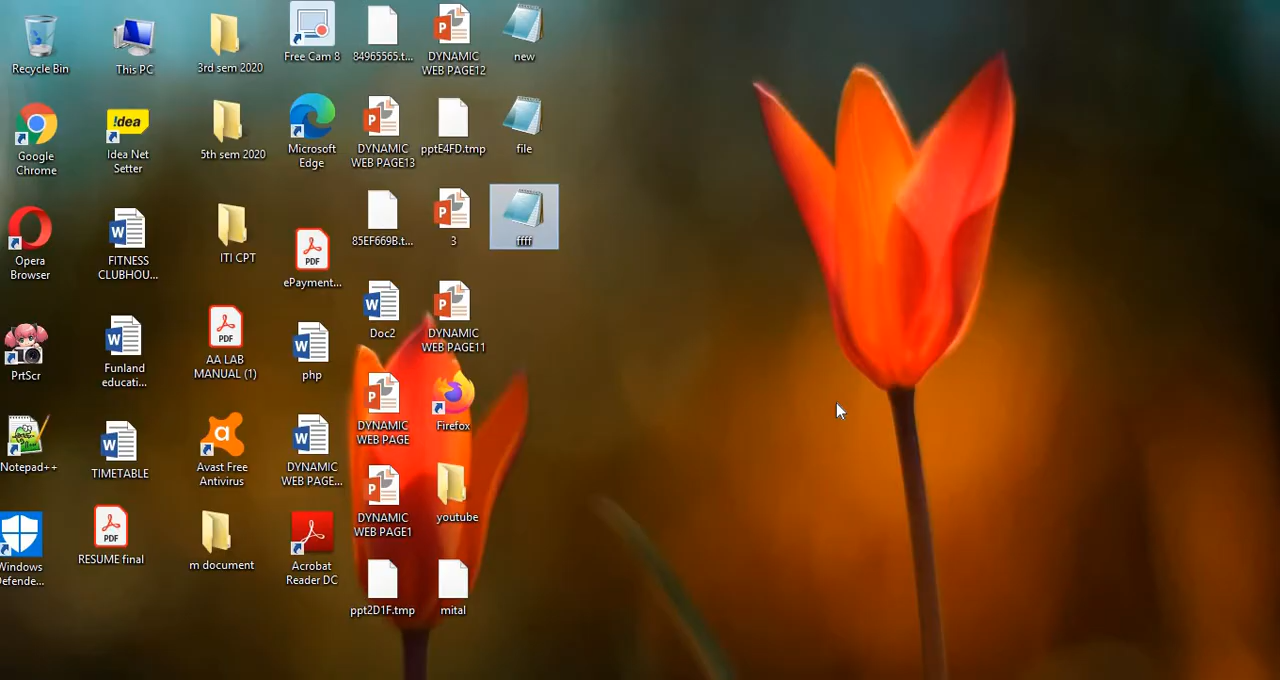 Recycle Bin
This PC
3rd sem 2020
Free Cam 8
84965565.t...
DYNAMIC
WEB PAGE12
new
Google
Chrome
!dea
Idea Net
Setter
5th sem 2020
Microsoft
Edge
DYNAMIC
WEB PAGE13
pptE4FD.tmp
file
Opera
Browser
FITNESS
CLUBHOU...
ITI CPT
PDF
ePayment...
85EF669B.t...
3
ffff
PrtScr
Funland
educati...
PDF
AA LAB
MANUAL (1)
php
Doc2
DYNAMIC
WEB PAGE11
Notepad++
TIMETABLE
Avast Free
Antivirus
DYNAMIC
WEB PAGE...
DYNAMIC
WEB PAGE
Firefox
Windows
Defende...
PDF
RESUME final
m document
Acrobat
Reader DC
DYNAMIC
WEB PAGE1
youtube
ppt2D1F.tmp
mital